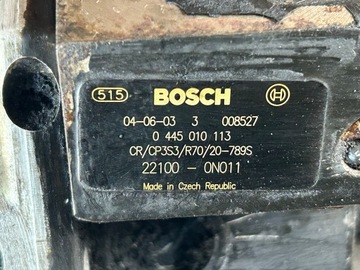 515 BOSCH
04-06-03 3 008527
0 445 010 113
CR/CP3S3/R70/20-789S
22100 - 0N011
Made in Czech Republic